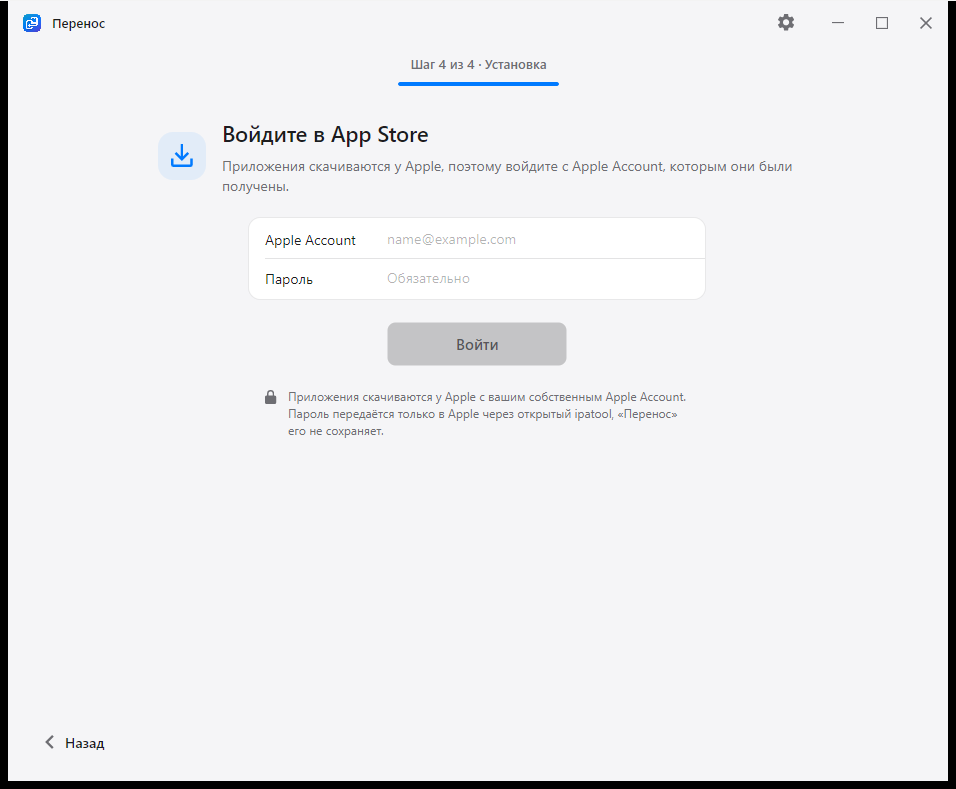 Перенос
Шаг 4 из 4 · Установка
Войдите в App Store
Приложения скачиваются у Apple, поэтому войдите с Apple Account, которым они были
получены.
Apple Account name@example.com
Пароль Обязательно
Войти
Приложения скачиваются у Apple с вашим собственным Apple Account.
Пароль передаётся только в Apple через открытый ipatool, «Перенос»
его не сохраняет.
Назад